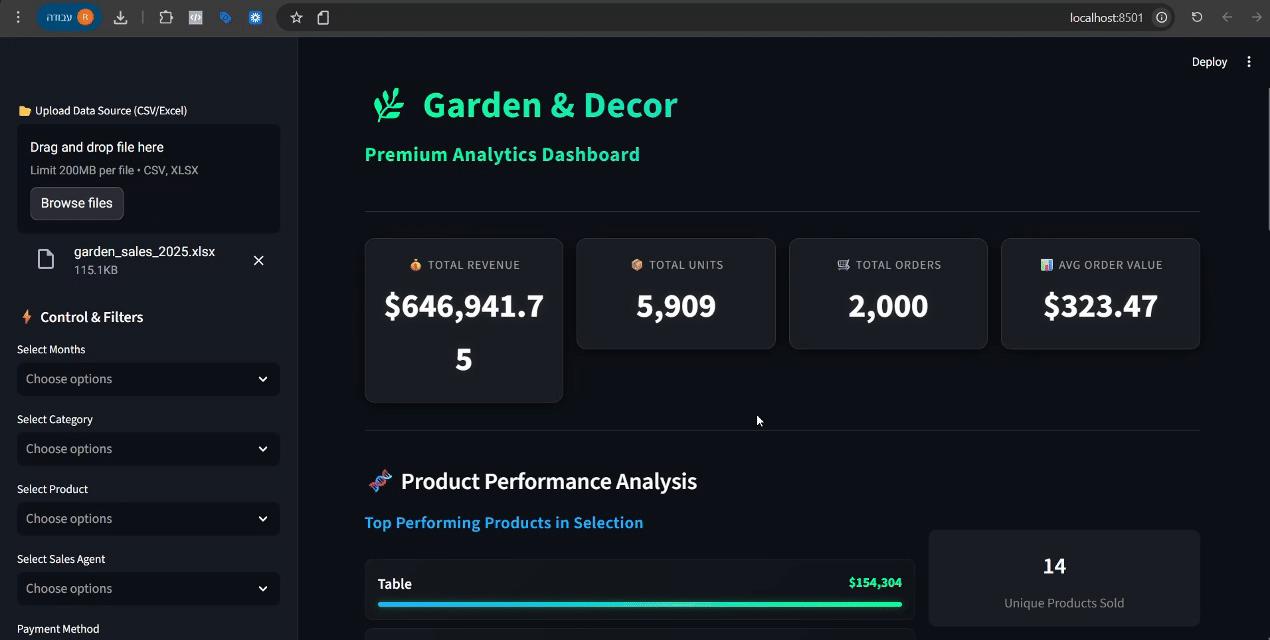 עבודה
R
localhost:8501
Deploy
Upload Data Source (CSV/Excel)
Drag and drop file here
Limit 200MB per file • CSV, XLSX
Browse files
garden_sales_2025.xlsx
115.1KB
Control & Filters
Select Months
Choose options
Select Category
Choose options
Select Product
Choose options
Select Sales Agent
Choose options
Payment Method
Garden & Decor
Premium Analytics Dashboard
TOTAL REVENUE
$646,941.7
5
TOTAL UNITS
5,909
TOTAL ORDERS
2,000
AVG ORDER VALUE
$323.47
Product Performance Analysis
Top Performing Products in Selection
Table
$154,304
14
Unique Products Sold